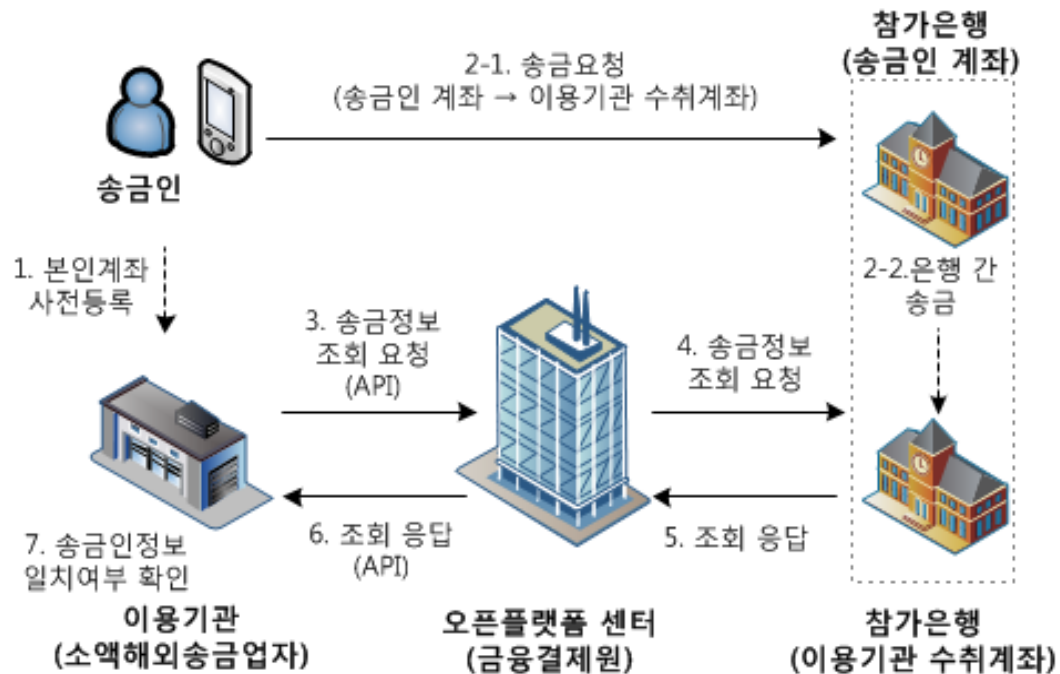 참가은행
(송금인 계좌)
2-1. 송금요청
(송금인 계좌 → 이용기관 수취계좌)
송금인
1. 본인계좌
사전등록
2-2.은행 간
송금
3. 송금정보
조회 요청
(API)
4. 송금정보
조회 요청
5. 조회 응답
6. 조회 응답
(API)
7. 송금인정보
일치여부 확인
이용기관
(소액해외송금업자)
오픈플랫폼 센터
(금융결제원)
참가은행
(이용기관 수취계좌)